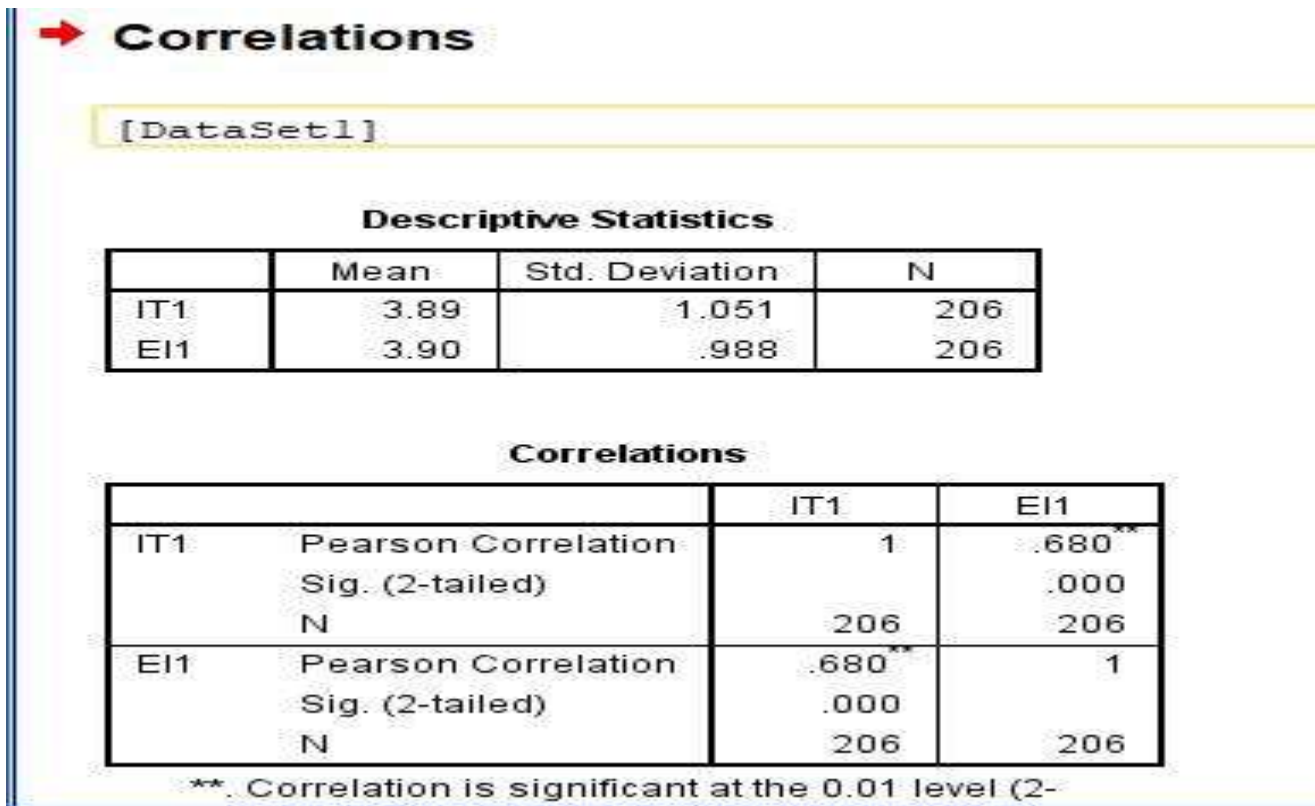 Correlations
[DataSet1]
Descriptive Statistics
Mean Std. Deviation N
IT1 3.89 1.051 206
EI1 3.90 .988 206
Correlations
IT1 EI1
IT1 Pearson Correlation 1 .680**
Sig. (2-tailed) .000
N 206 206
EI1 Pearson Correlation .680** 1
Sig. (2-tailed) .000
N 206 206
**. Correlation is significant at the 0.01 level (2-